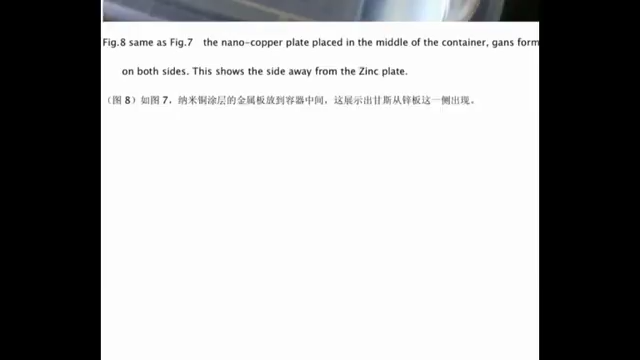 Fig.8 same as Fig.7 the nano-copper plate placed in the middle of the container, gans form
on both sides. This shows the side away from the Zinc plate.
（图 8）如图 7，纳米铜涂层的金属板放到容器中间，这展示出甘斯从锌板这一侧出现。